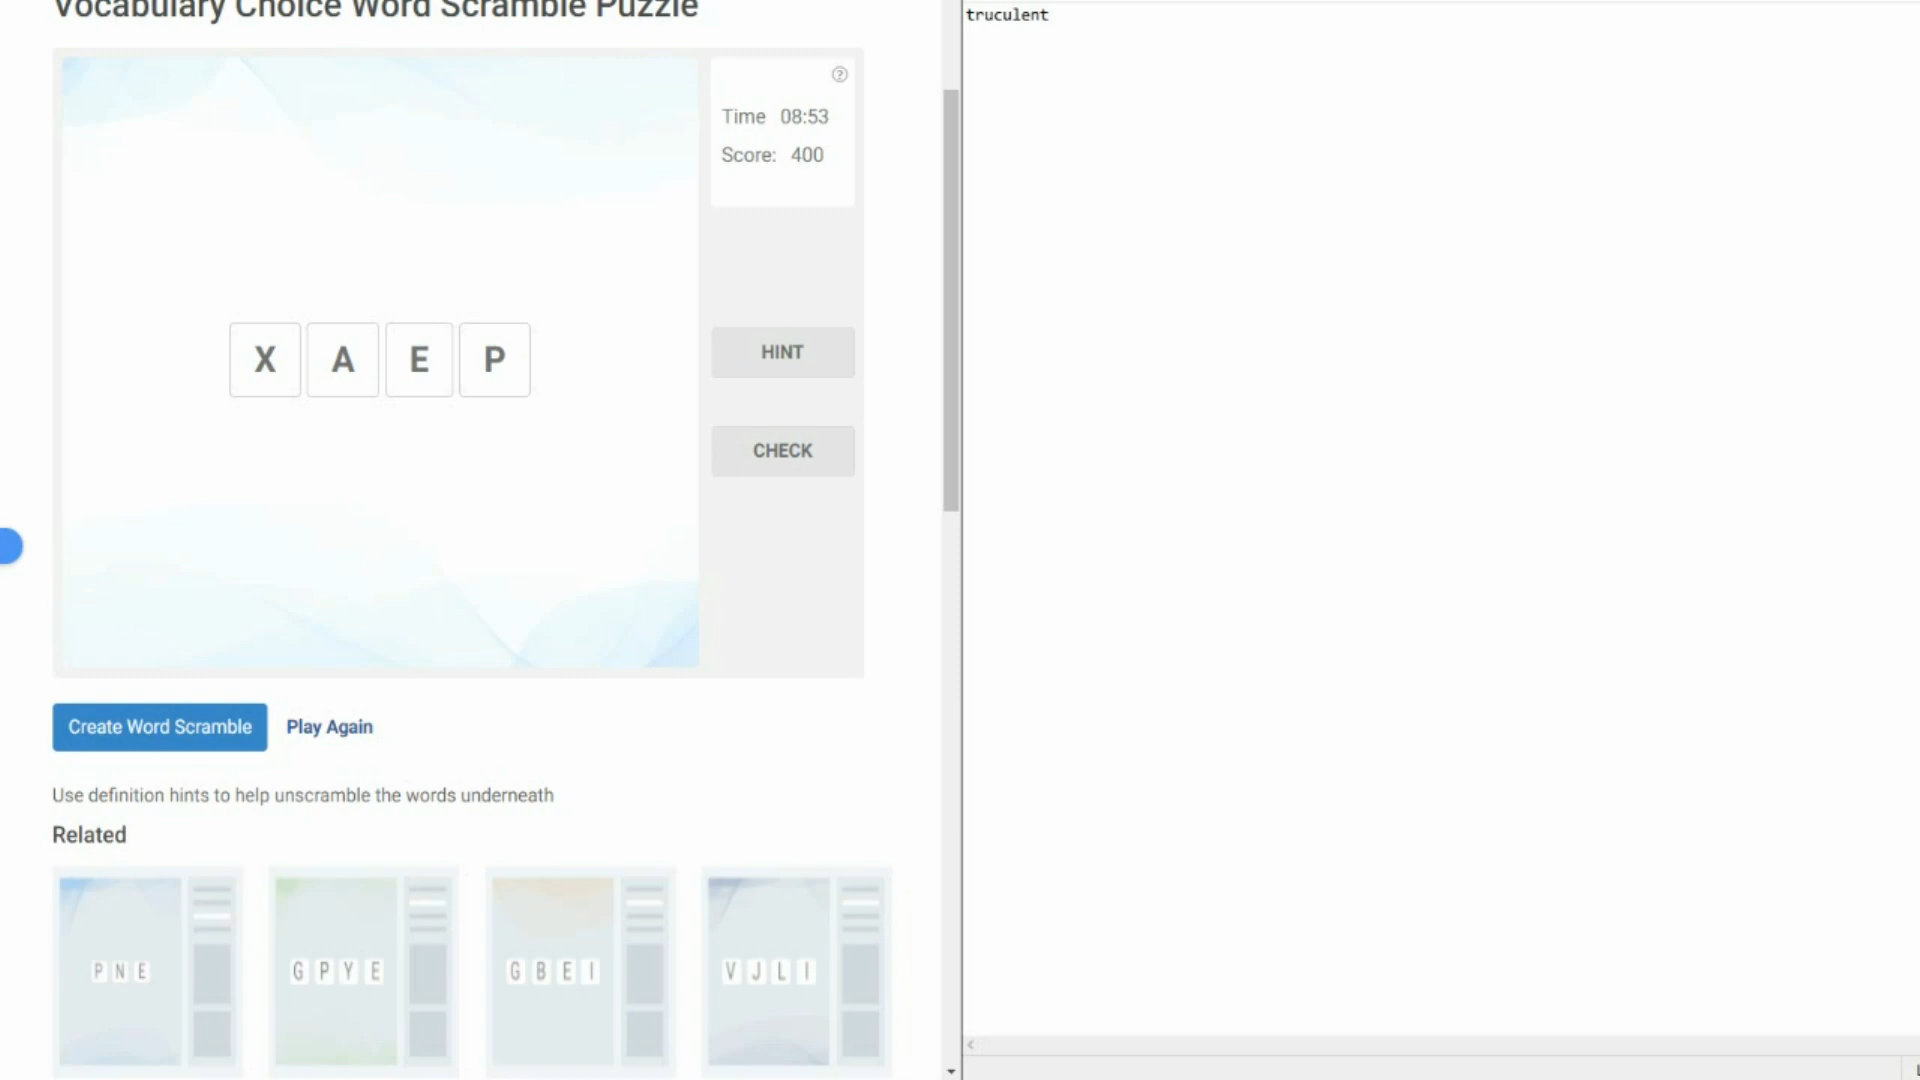 Vocabulary Choice Word Scramble Puzzle
truculent
Time 08:53
Score: 400
X A E P
HINT
CHECK
Create Word Scramble
Play Again
Use definition hints to help unscramble the words underneath
Related
P N E
G P Y E
G B E I
V J L I